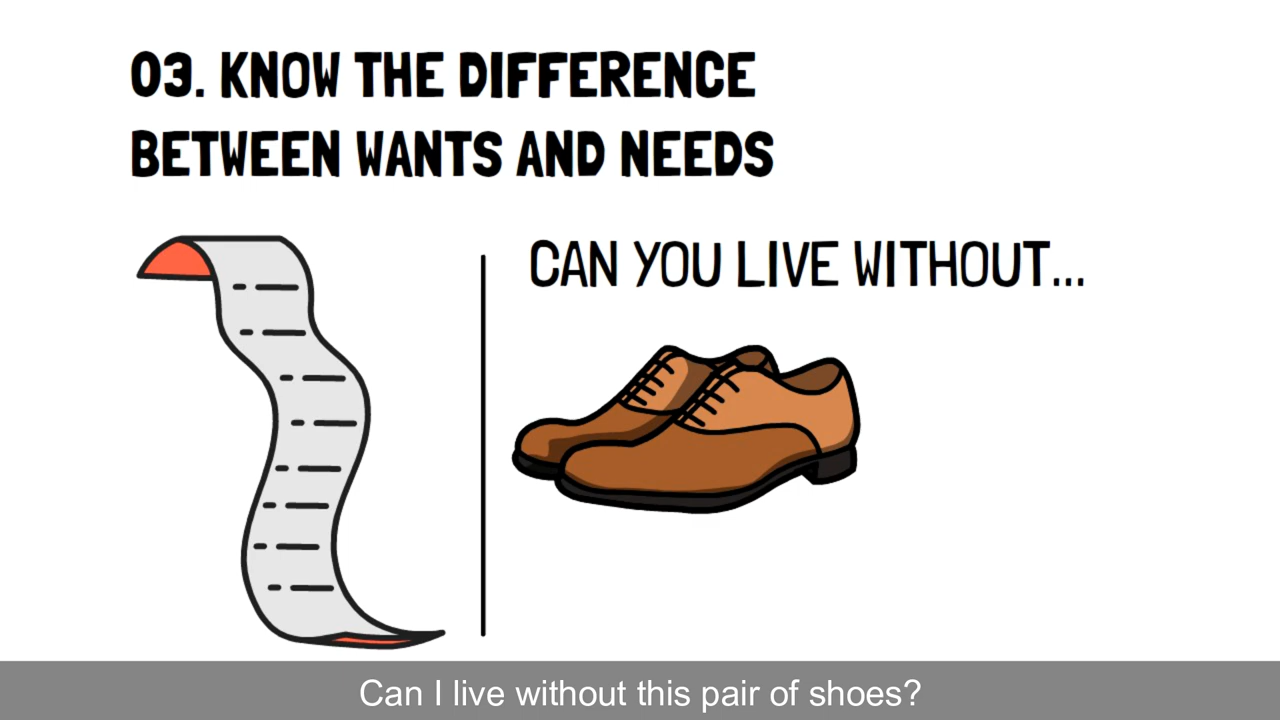 03. KNOW THE DIFFERENCE
BETWEEN WANTS AND NEEDS
CAN YOU LIVE WITHOUT...
Can I live without this pair of shoes?